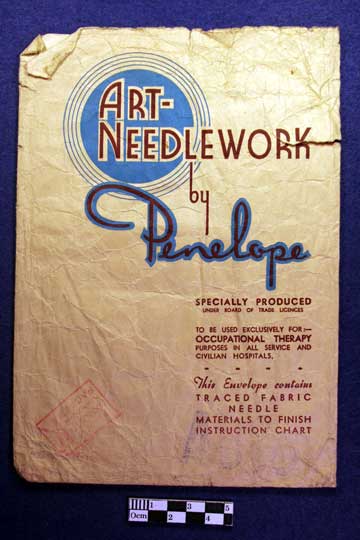 ART-
NEEDLEWORK
by
Penelope
SPECIALLY PRODUCED
UNDER BOARD OF TRADE LICENCES
TO BE USED EXCLUSIVELY FOR:—
OCCUPATIONAL THERAPY
PURPOSES IN ALL SERVICE AND
CIVILIAN HOSPITALS.
This Envelope contains
TRACED FABRIC
NEEDLE
MATERIALS TO FINISH
INSTRUCTION CHART
1 3 5
0cm 2 4